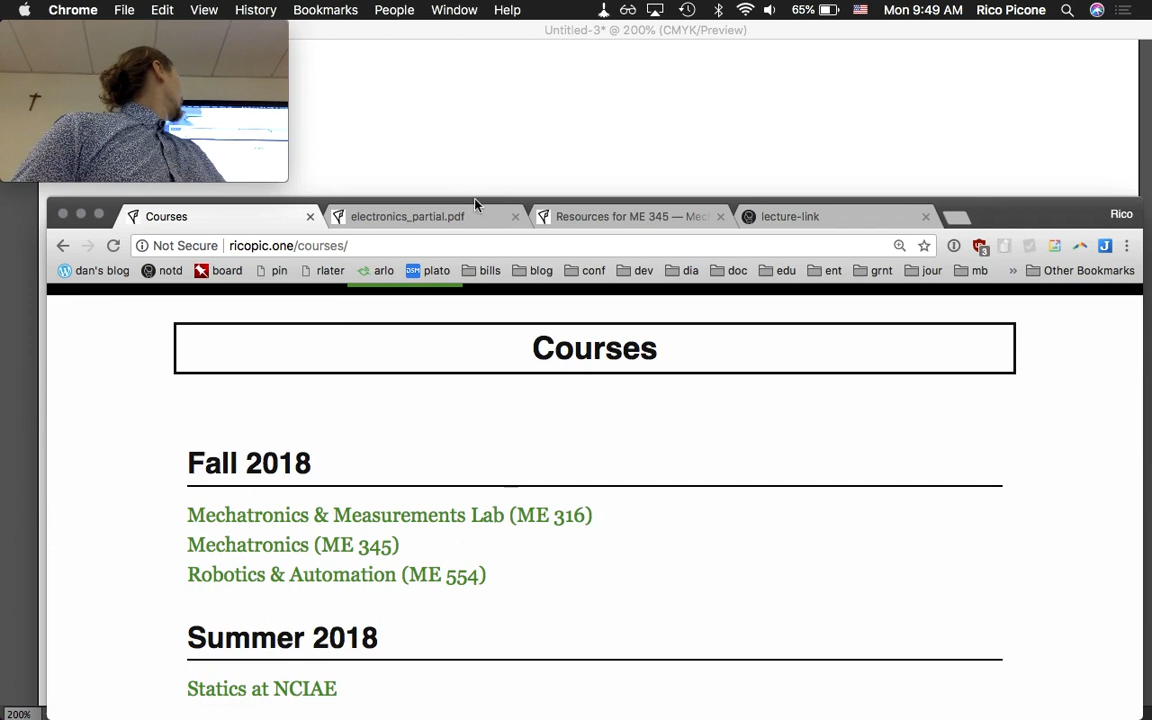 Chrome File Edit View History Bookmarks People Window Help 65% Mon 9:49 AM Rico Picone
Untitled-3* @ 200% (CMYK/Preview)
Courses electronics_partial.pdf Resources for ME 345 — Mec lecture-link Rico
Not Secure ricopic.one/courses/ 3
dan's blog notd board pin rlater arlo DSM plato bills blog conf dev dia doc edu ent grnt jour mb » Other Bookmarks
Courses
Fall 2018
Mechatronics & Measurements Lab (ME 316)
Mechatronics (ME 345)
Robotics & Automation (ME 554)
Summer 2018
Statics at NCIAE
200%